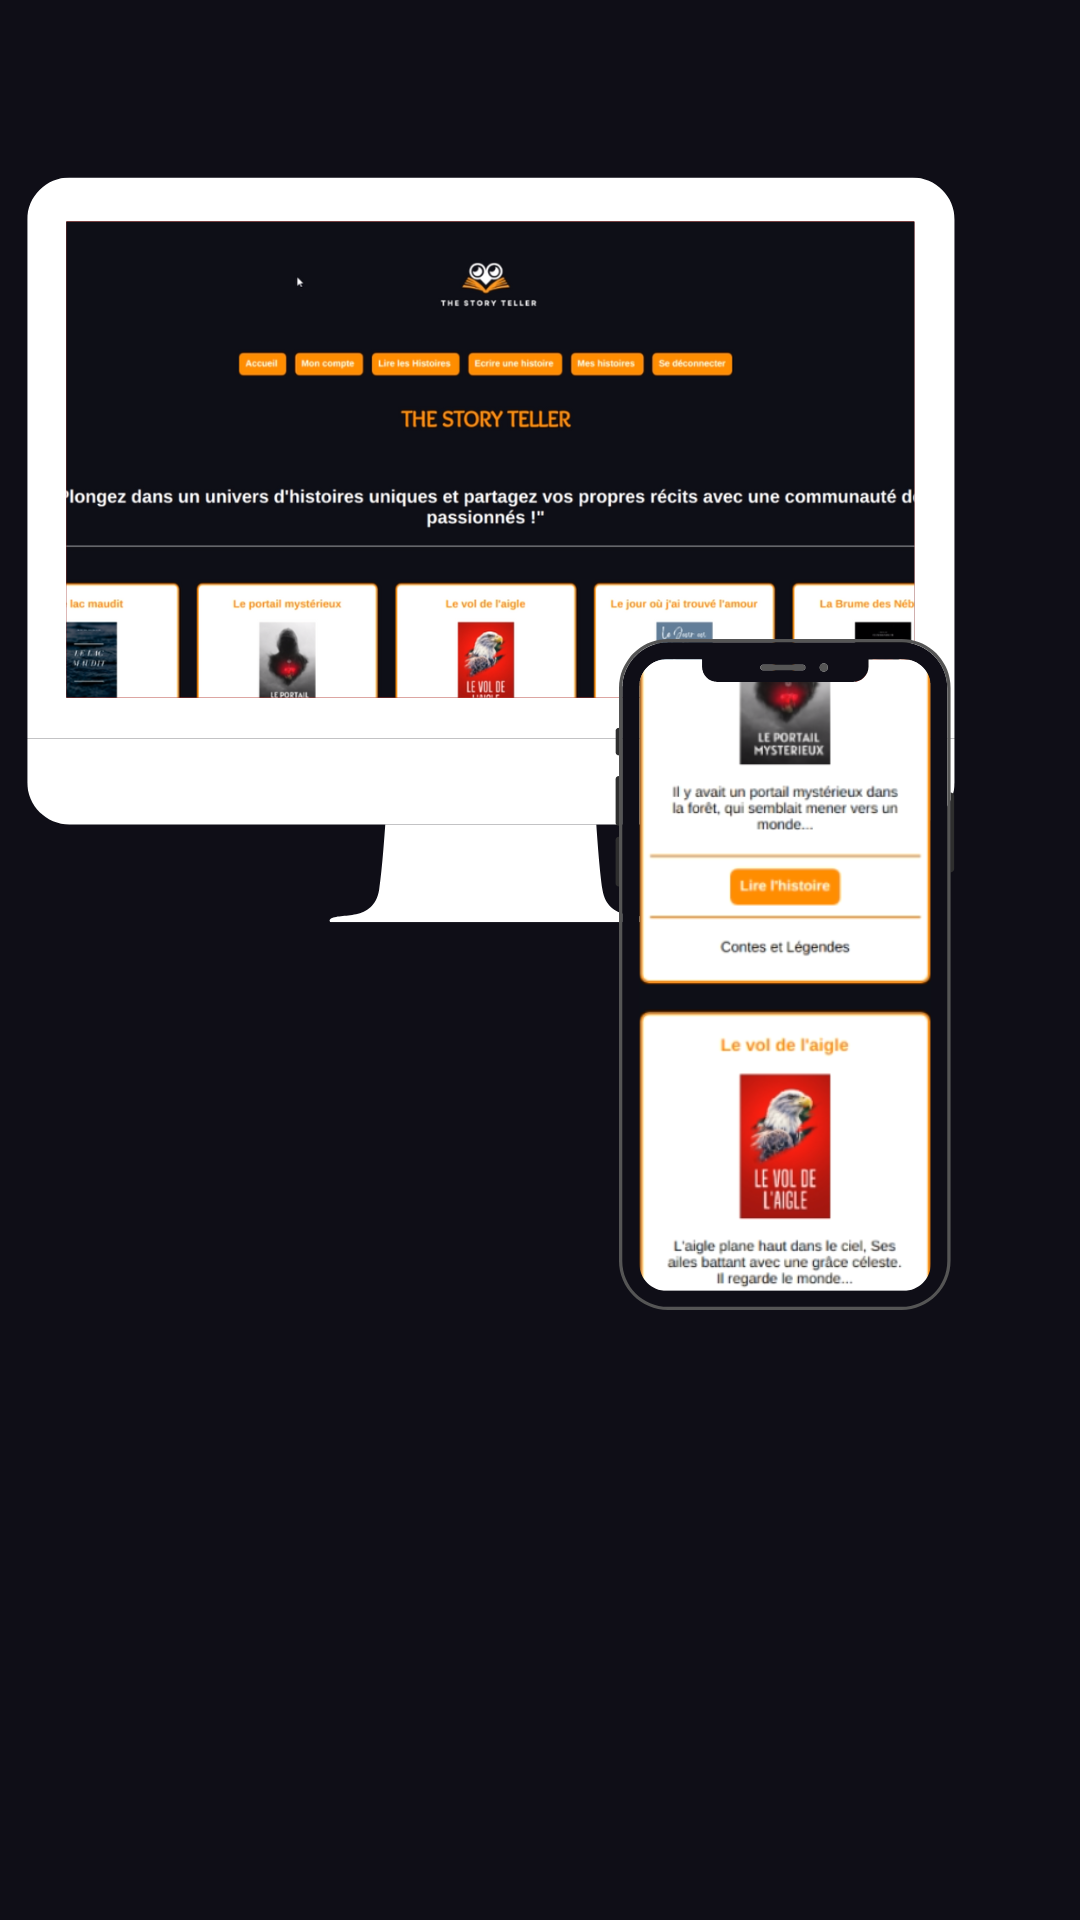 THE STORY TELLER
Accueil
Mon compte
Lire les Histoires
Ecrire une histoire
Mes histoires
Se déconnecter
THE STORY TELLER
Plongez dans un univers d'histoires uniques et partagez vos propres récits avec une communauté de
passionnés !"
lac maudit
Le portail mystérieux
Le vol de l'aigle
Le jour où j'ai trouvé l'amour
La Brume des Néb
LE LAC
MAUDIT
LE PORTAIL
LE VOL DE
L'AIGLE
Le Jour où
LE PORTAIL
MYSTERIEUX
Il y avait un portail mystérieux dans
la forêt, qui semblait mener vers un
monde...
Lire l'histoire
Contes et Légendes
Le vol de l'aigle
LE VOL DE
L'AIGLE
L'aigle plane haut dans le ciel, Ses
ailes battant avec une grâce céleste.
Il regarde le monde...